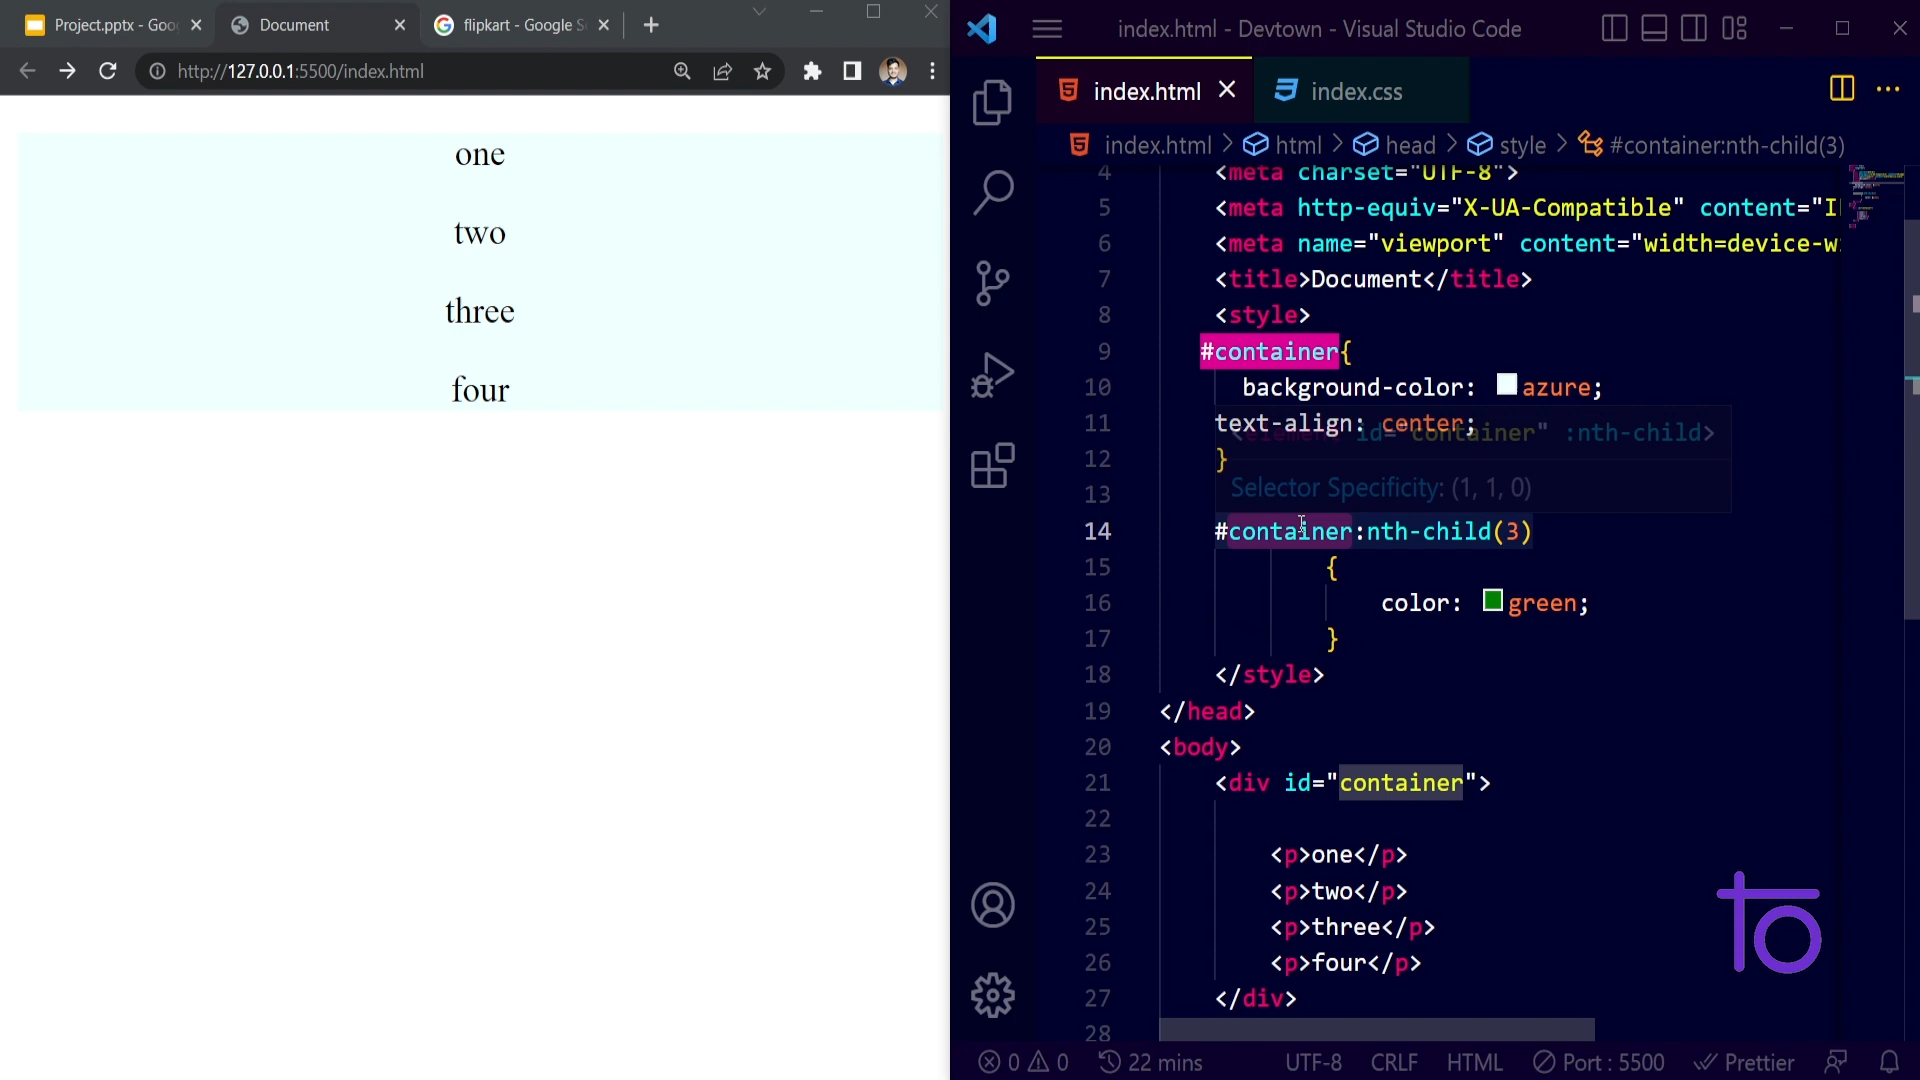 Project.pptx - Goo
Document
flipkart - Google S
http://127.0.0.1:5500/index.html
one
two
three
four
index.html - Devtown - Visual Studio Code
index.html
index.css
index.html > html > head > style > #container:nth-child(3)
4 <meta charset="UTF-8">
5 <meta http-equiv="X-UA-Compatible" content="I
6 <meta name="viewport" content="width=device-w
7 <title>Document</title>
8 <style>
9 #container{
10 background-color: azure;
11 text-align: center;
<element id="container" :nth-child>
12 }
Selector Specificity: (1, 1, 0)
13
14 #container:nth-child(3)
15 {
16 color: green;
17 }
18 </style>
19 </head>
20 <body>
21 <div id="container">
22
23 <p>one</p>
24 <p>two</p>
25 <p>three</p>
26 <p>four</p>
27 </div>
28
0 0 22 mins UTF-8 CRLF HTML Port : 5500 Prettier